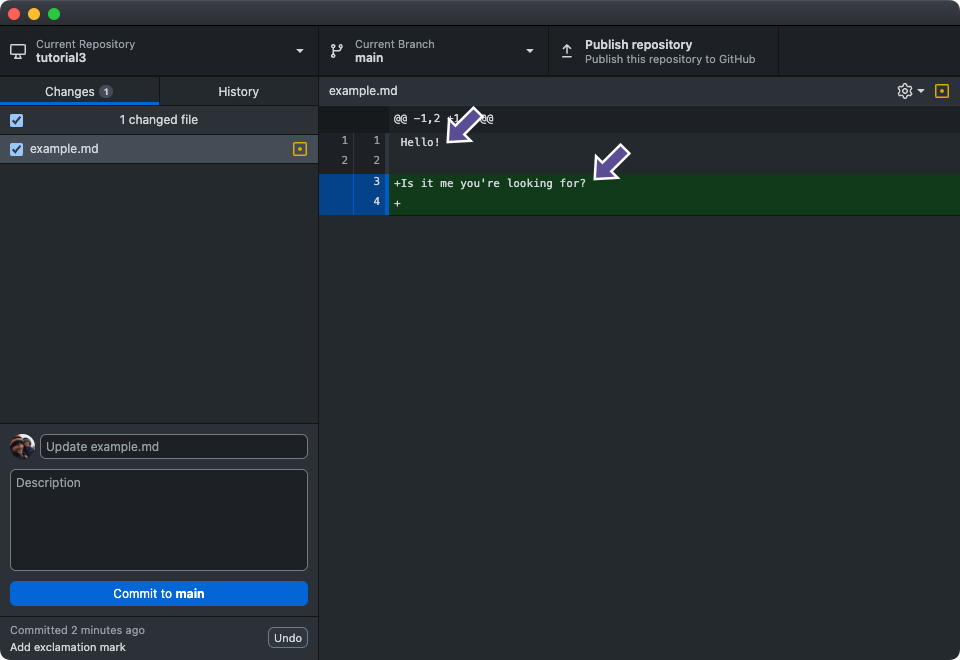 Current Repository
tutorial3
Current Branch
main
Publish repository
Publish this repository to GitHub
Changes 1
History
example.md
1 changed file
example.md
@@ -1,2 +1 @@
1 1 Hello!
2 2
3 +Is it me you're looking for?
4 +
Update example.md
Description
Commit to main
Committed 2 minutes ago
Add exclamation mark
Undo